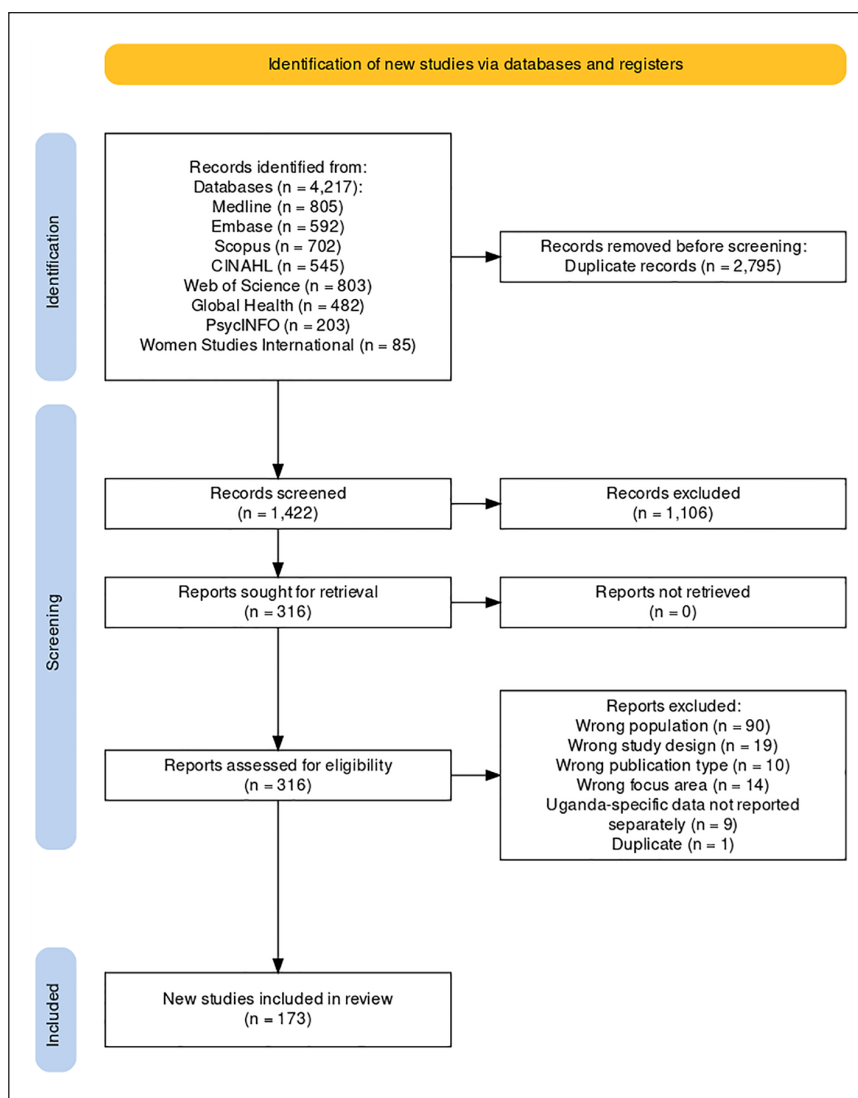 Identification of new studies via databases and registers
Identification
Records identified from:
Databases (n = 4,217):
Medline = 805)
Embase = 592)
Scopus = 702)
CINAHL = 545)
Web of Science = 803)
Global Health = 482)
PsycINFO = 203)
Women Studies International (n = 85)
Records removed before screening:
Duplicate records (n = 2,795)
Screening
Records screened
(n = 1,422)
Records excluded
(n = 1,106)
Reports sought for retrieval
(n = 316)
Reports not retrieved
(n = 0)
Reports assessed for eligibility
(n = 316)
Reports excluded:
Wrong population (n = 90)
Wrong study design (n = 19)
Wrong publication type (n = 10)
Wrong focus area (n = 14)
Uganda-specific data not reported
separately (n = 9)
Duplicate (n = 1)
Included
New studies included in review
(n = 173)